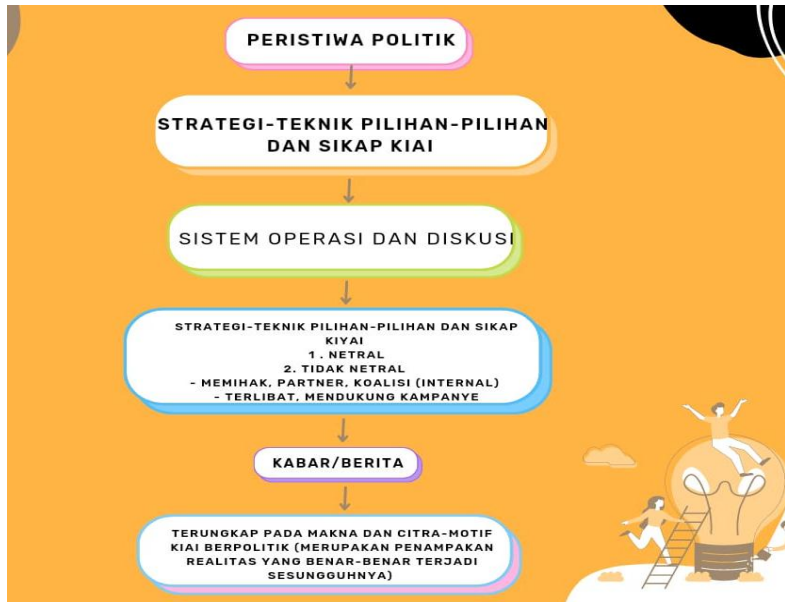 PERISTIWA POLITIK
STRATEGI-TEKNIK PILIHAN-PILIHAN
DAN SIKAP KIAI
SISTEM OPERASI DAN DISKUSI
STRATEGI-TEKNIK PILIHAN-PILIHAN DAN SIKAP
KIYAI
1 . NETRAL
2. TIDAK NETRAL
- MEMIHAK, PARTNER, KOALISI (INTERNAL)
- TERLIBAT, MENDUKUNG KAMPANYE
KABAR/BERITA
TERUNGKAP PADA MAKNA DAN CITRA-MOTIF
KIAI BERPOLITIK (MERUPAKAN PENAMPAKAN
REALITAS YANG BENAR-BENAR TERJADI
SESUNGGUHNYA)